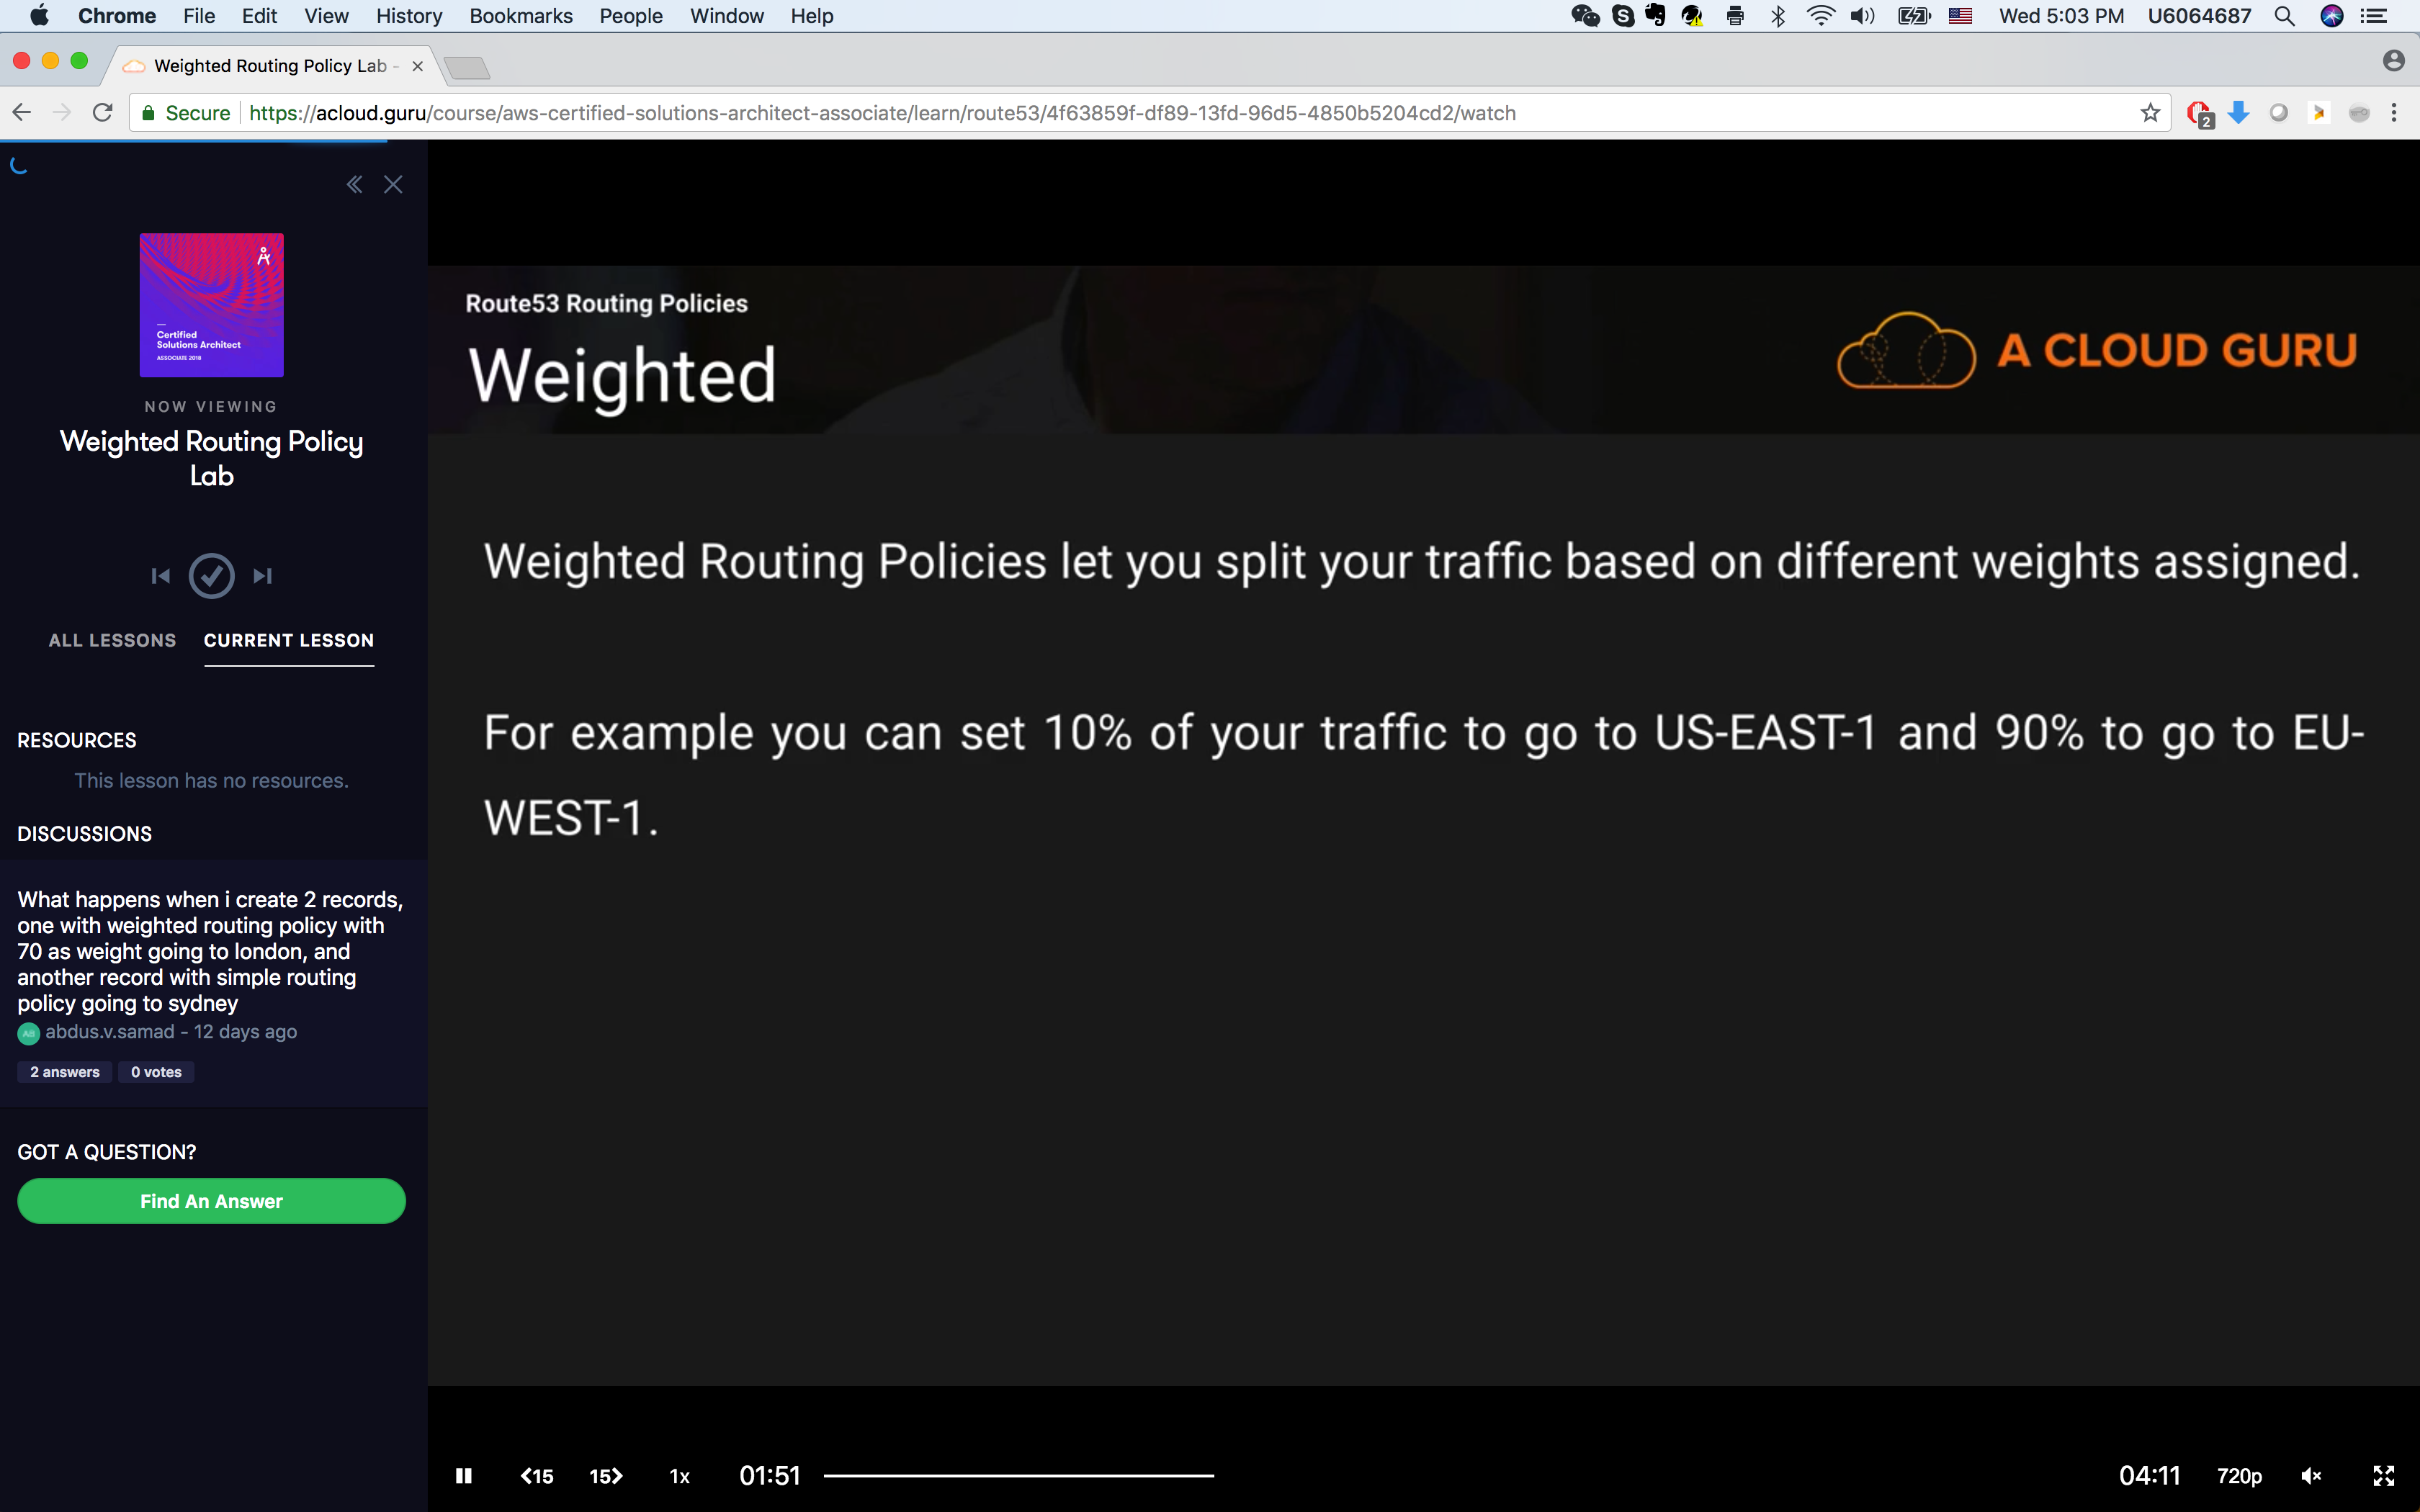 Chrome File Edit View History Bookmarks People Window Help Wed 5:03 PM U6064687
Weighted Routing Policy Lab -
Secure https://acloud.guru/course/aws-certified-solutions-architect-associate/learn/route53/4f63859f-df89-13fd-96d5-4850b5204cd2/watch
2
Certified
Solutions Architect
ASSOCIATE 2018
NOW VIEWING
Weighted Routing Policy
Lab
ALL LESSONS CURRENT LESSON
RESOURCES
This lesson has no resources.
DISCUSSIONS
What happens when i create 2 records,
one with weighted routing policy with
70 as weight going to london, and
another record with simple routing
policy going to sydney
abdus.v.samad - 12 days ago
2 answers 0 votes
GOT A QUESTION?
Find An Answer
Route53 Routing Policies
Weighted
A CLOUD GURU
Weighted Routing Policies let you split your traffic based on different weights assigned.
For example you can set 10% of your traffic to go to US-EAST-1 and 90% to go to EU-
WEST-1.
<15 15> 1x 01:51 04:11 720p